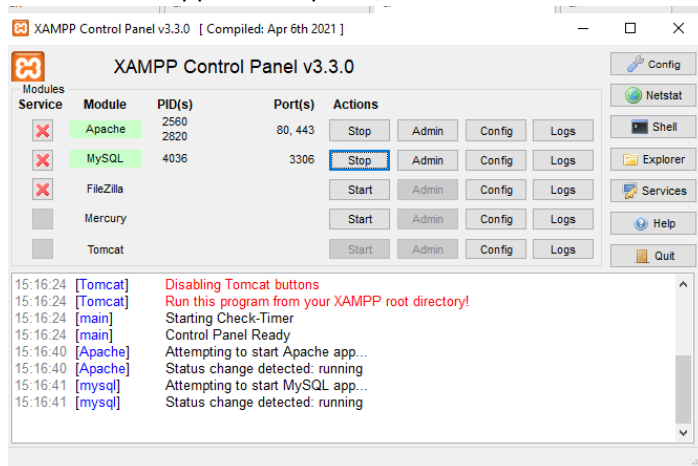 XAMPP Control Panel v3.3.0 [ Compiled: Apr 6th 2021 ]
XAMPP Control Panel v3.3.0
Config
Modules
Netstat
Service Module PID(s) Port(s) Actions
Apache 2560 2820 80, 443 Stop Admin Config Logs
Shell
MySQL 4036 3306 Stop Admin Config Logs
Explorer
FileZilla Start Admin Config Logs
Services
Mercury Start Admin Config Logs
Help
Tomcat Start Admin Config Logs
Quit
15:16:24 [Tomcat] Disabling Tomcat buttons
15:16:24 [Tomcat] Run this program from your XAMPP root directory!
15:16:24 [main] Starting Check-Timer
15:16:24 [main] Control Panel Ready
15:16:40 [Apache] Attempting to start Apache app...
15:16:40 [Apache] Status change detected: running
15:16:41 [mysql] Attempting to start MySQL app...
15:16:41 [mysql] Status change detected: running